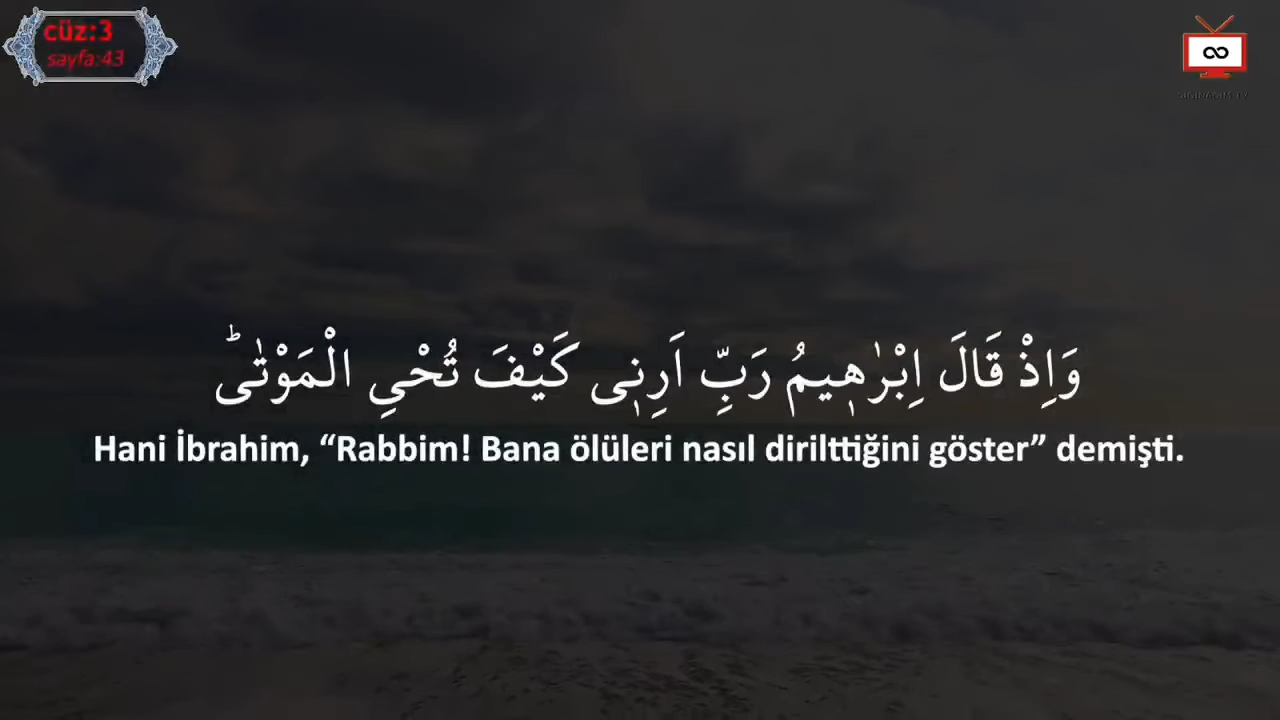 cüz:3
sayfa:43
وَاِذْ قَالَ اِبْرٰهٖيمُ رَبِّ اَرِنٖى كَيْفَ تُحْيِ الْمَوْتٰىؕ
Hani İbrahim, “Rabbim! Bana ölüleri nasıl dirilttiğini göster” demişti.